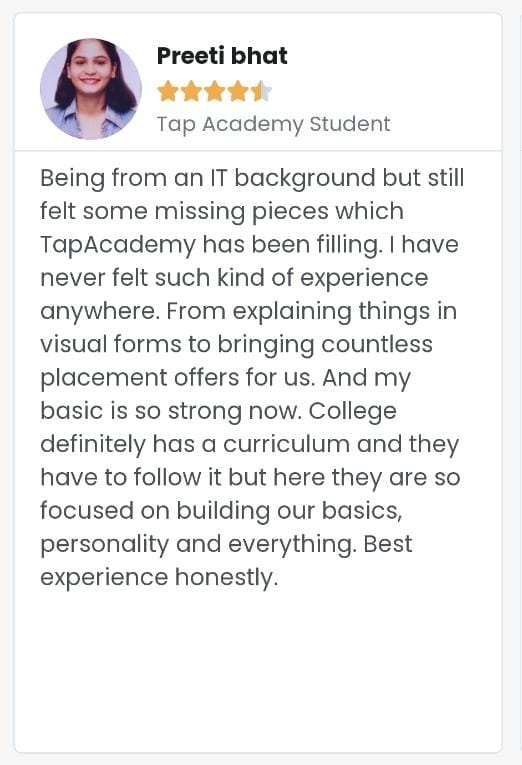 Preeti bhat
Tap Academy Student
Being from an IT background but still
felt some missing pieces which
TapAcademy has been filling. I have
never felt such kind of experience
anywhere. From explaining things in
visual forms to bringing countless
placement offers for us. And my
basic is so strong now. College
definitely has a curriculum and they
have to follow it but here they are so
focused on building our basics,
personality and everything. Best
experience honestly.